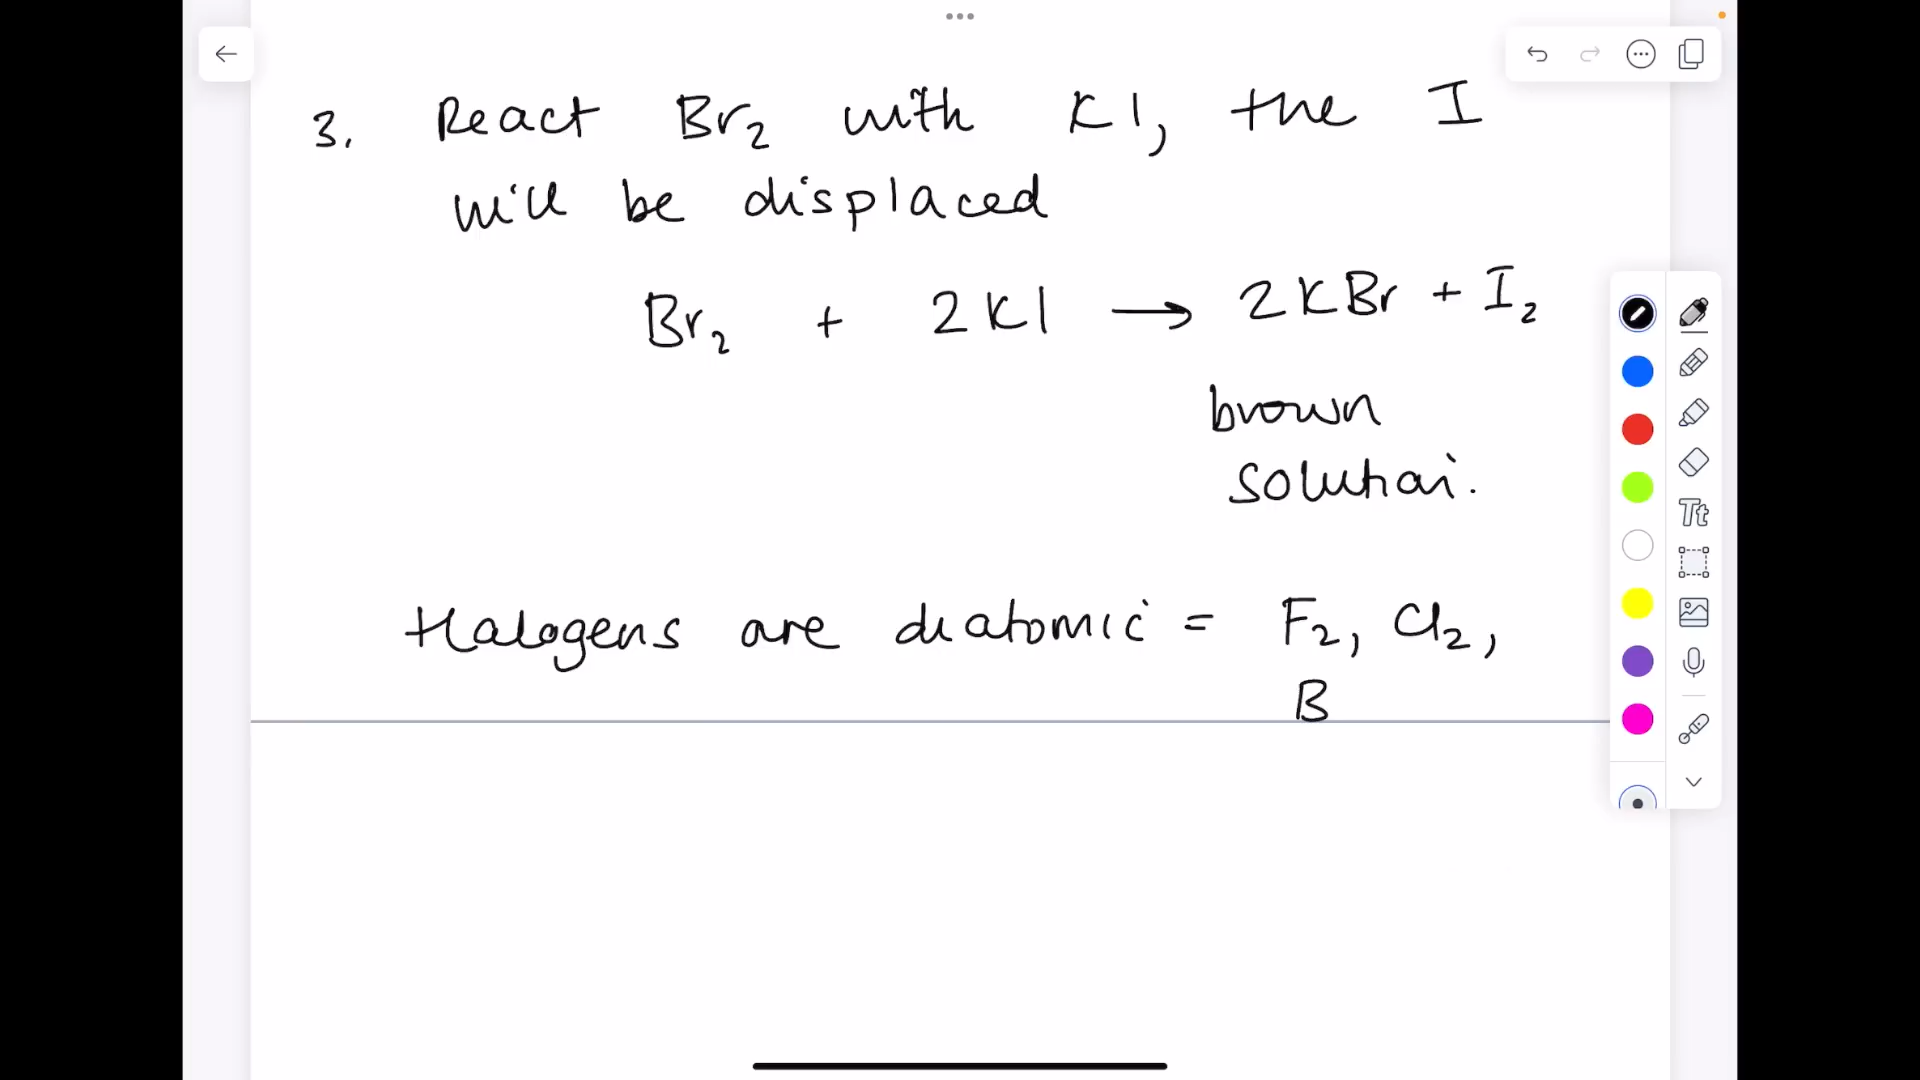 3. React Br₂ with KI, the I
will be displaced
Br₂ + 2KI → 2KBr + I₂
brown
solution.
Halogens are diatomic = F₂, Cl₂,
B
Tt